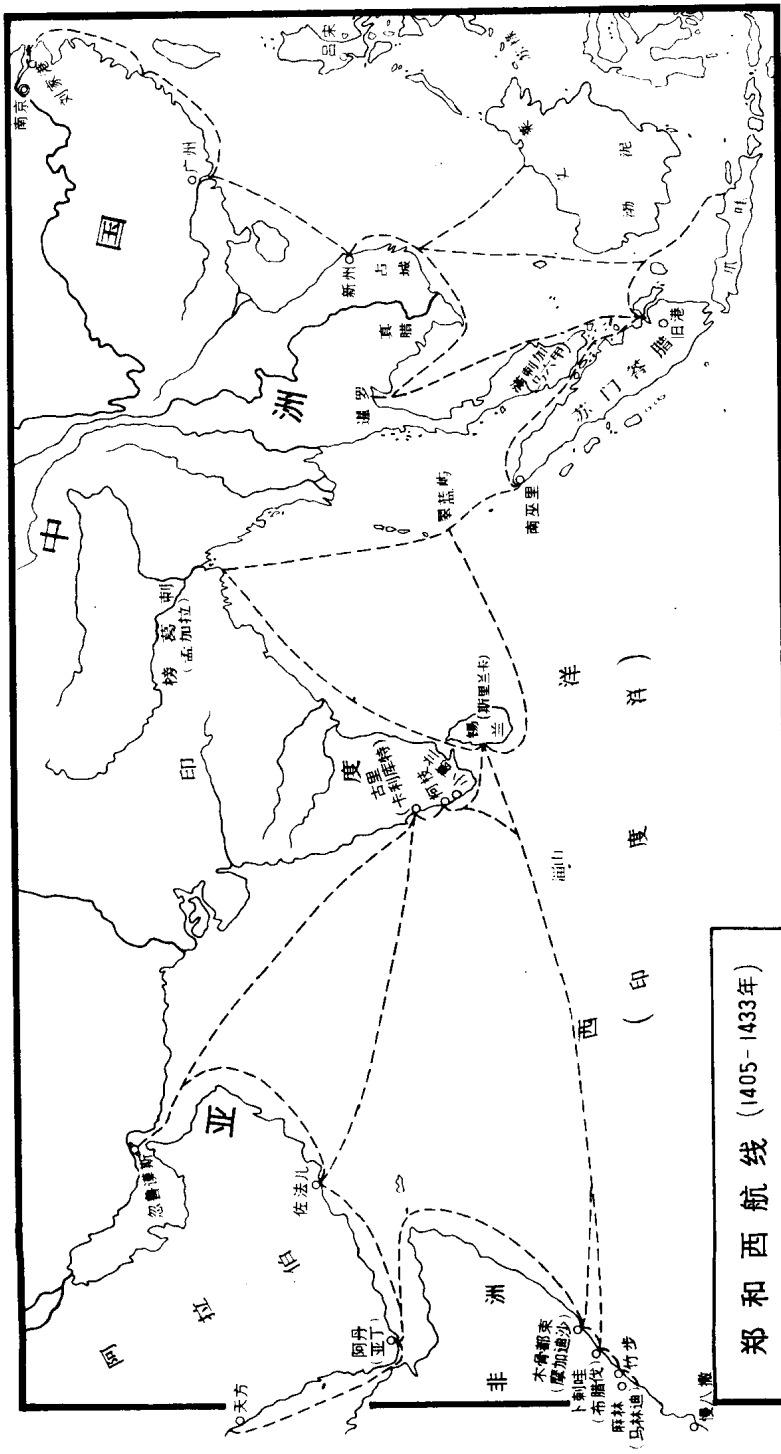 郑和西航线 (1405-1433年)
中国
亚洲
非洲
印度
阿拉伯
西洋
(印度洋)
南京
刘家港
广州
新州
占城
真腊
暹罗
吕宋
渤泥
爪哇
旧港
苏门答腊
满剌加
(马六甲)
南巫里
翠蓝屿
榜葛剌
(孟加拉)
锡兰
(斯里兰卡)
古里
(卡利库特)
柯枝
溜山
忽鲁谟斯
佐法儿
阿丹
(亚丁)
天方
木骨都束
(摩加迪沙)
卜剌哇
(布腊伐)
竹步
麻林
(马林迪)
慢八撒